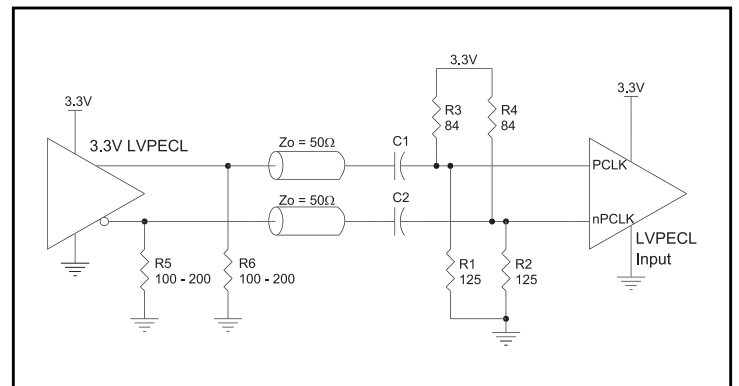 3.3V
3.3V LVPECL
R5
100 - 200
R6
100 - 200
Zo = 50Ω
Zo = 50Ω
C1
C2
3.3V
R3
84
R4
84
R1
125
R2
125
3.3V
PCLK
nPCLK
LVPECL
Input